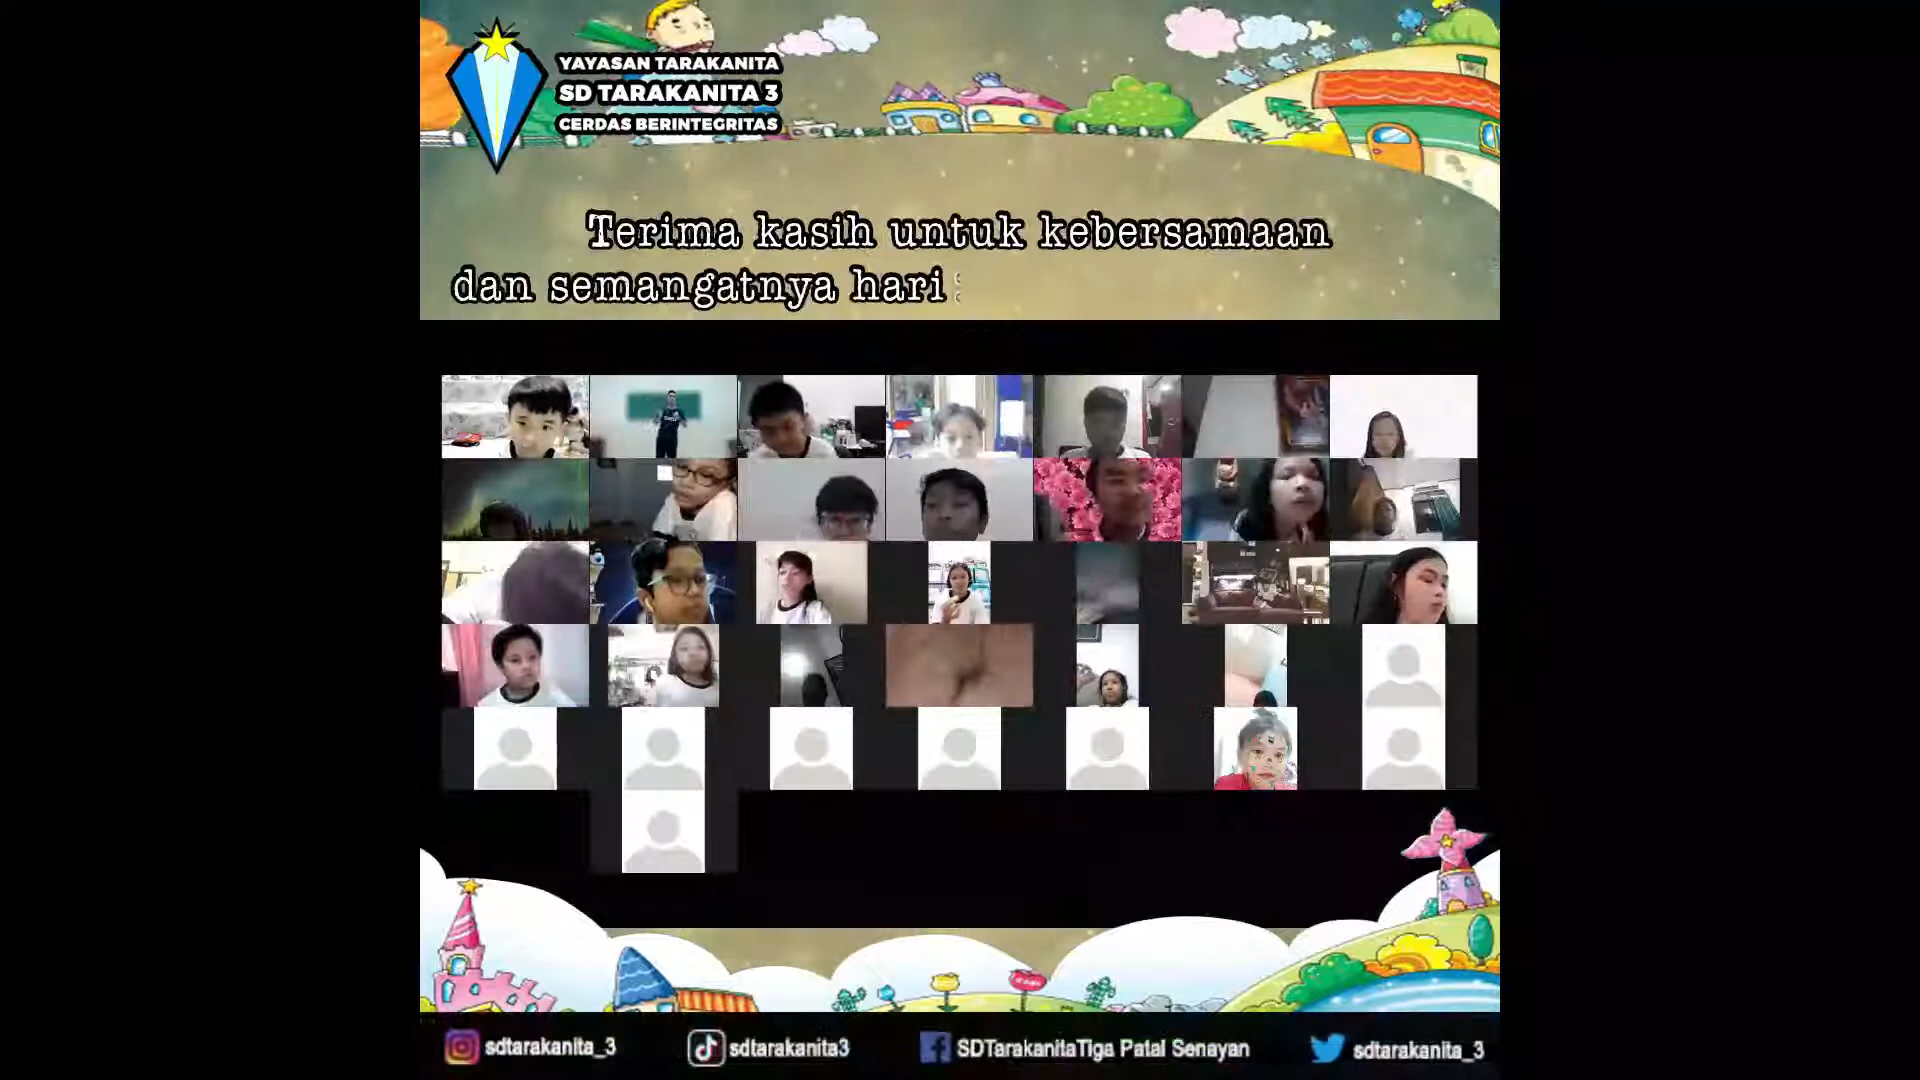 YAYASAN TARAKANITA
SD TARAKANITA 3
CERDAS BERINTEGRITAS
Terima kasih untuk kebersamaan
dan semangatnya hari
sdtarakanita_3
sdtarakanita3
SDTarakanitaTiga Patal Senayan
sdtarakanita_3